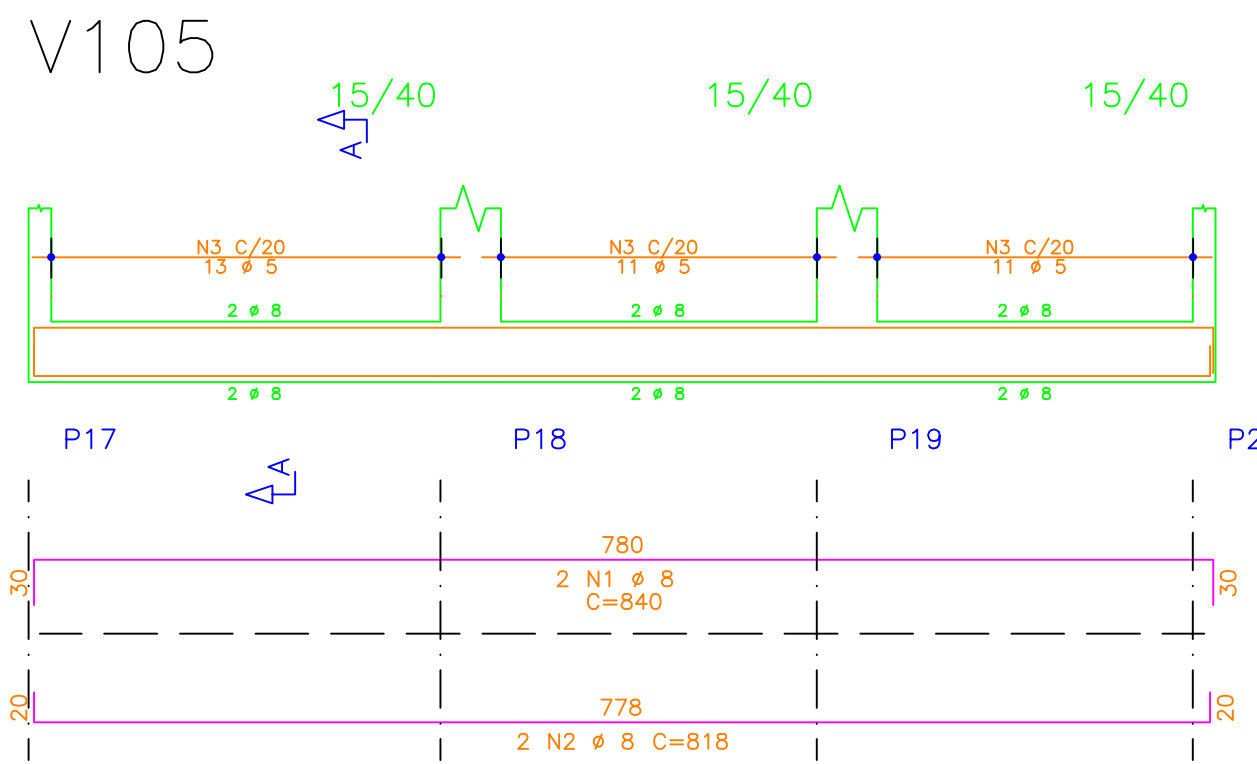 V105
15/40 15/40 15/40
A
N3 C/20 N3 C/20 N3 C/20
13 ø 5 11 ø 5 11 ø 5
2 ø 8 2 ø 8 2 ø 8
2 ø 8 2 ø 8 2 ø 8
P17 P18 P19 P2
A
780
30 2 N1 ø 8 30
C=840
20 778 20
2 N2 ø 8 C=818